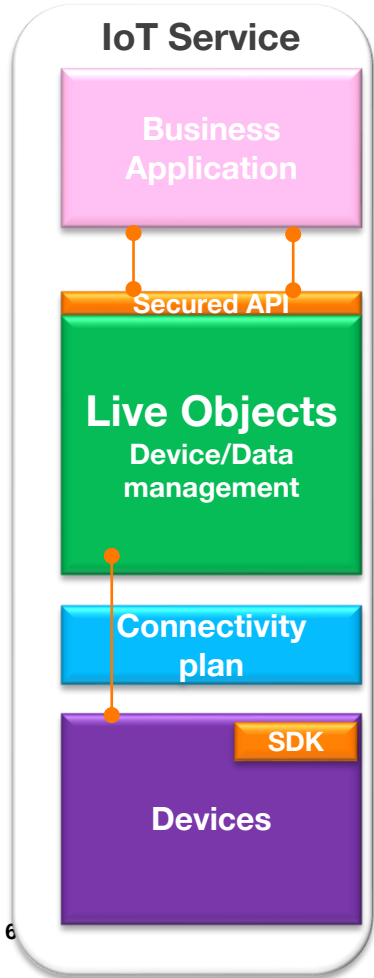 IoT Service
Business
Application
Secured API
Live Objects
Device/Data
management
Connectivity
plan
SDK
Devices
6